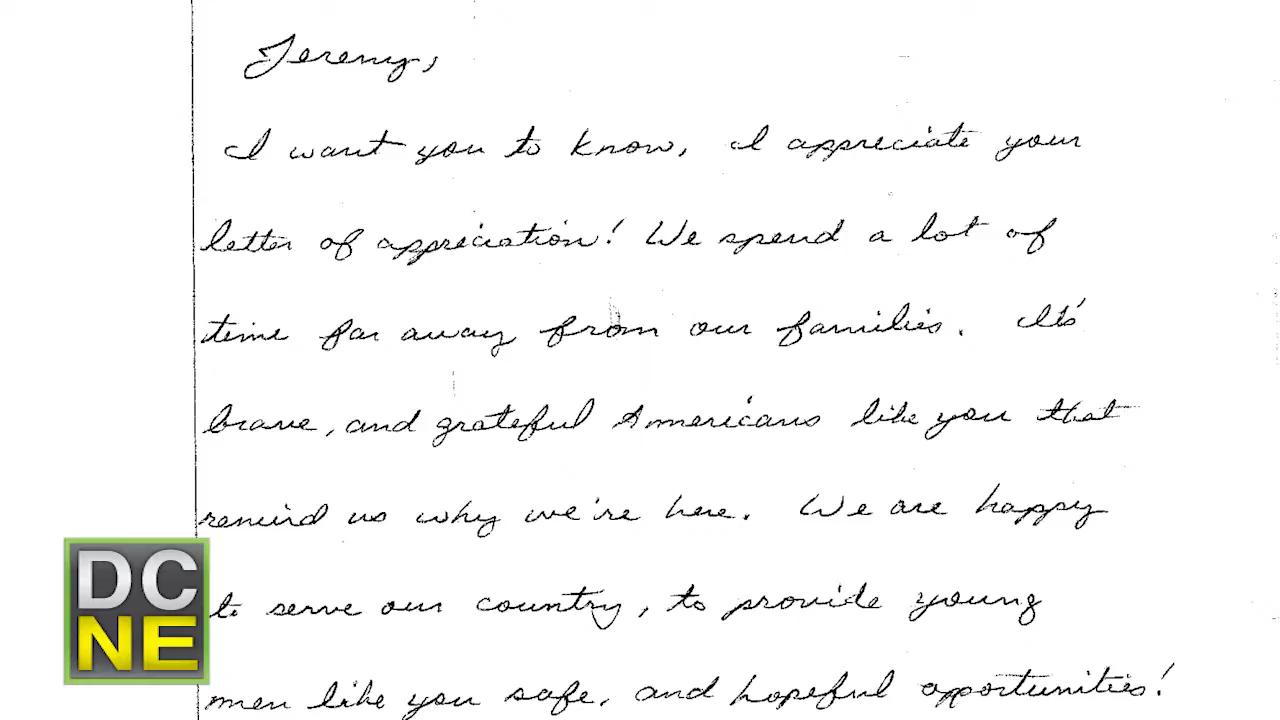 Jeremy,
I want you to know, I appreciate your
letter of appreciation! We spend a lot of
time far away from our families. It's
brave, and grateful Americans like you that
remind us why we're here. We are happy
to serve our country, to provide young
men like you safe, and hopeful opportunities!
DC
NE